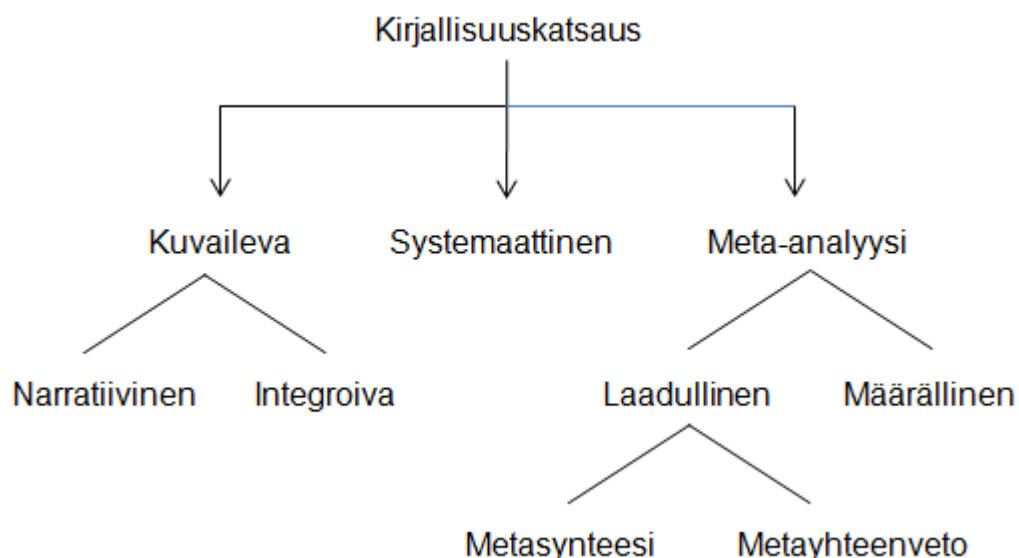 Kirjallisuuskatsaus
Kuvaileva Systemaattinen Meta-analyysi
Narratiivinen Integroiva Laadullinen Määrällinen
Metasynteesi Metayhteenveto